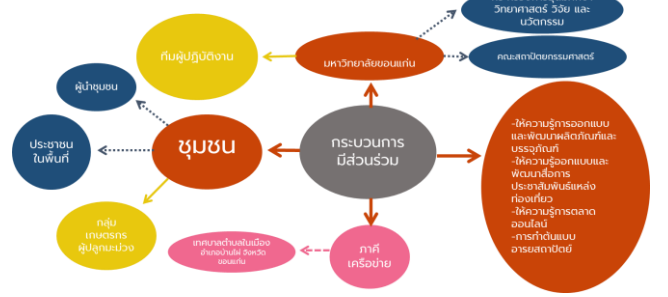 วิทยาศาสตร์ วิจัย และ
นวัตกรรม
ทีมผู้ปฏิบัติงาน
มหาวิทยาลัยขอนแก่น
คณะสถาปัตยกรรมศาสตร์
ผู้นำชุมชน
ประชาชน
ในพื้นที่
ชุมชน
กระบวนการ
มีส่วนร่วม
-ให้ความรู้การออกแบบ
และพัฒนาผลิตภัณฑ์และ
บรรจุภัณฑ์
-ให้ความรู้ออกแบบและ
พัฒนาสื่อการ
ประชาสัมพันธ์แหล่ง
ท่องเที่ยว
-ให้ความรู้การตลาด
ออนไลน์
-การทำต้นแบบ
อารยสถาปัตย์
กลุ่ม
เกษตรกร
ผู้ปลูกมะม่วง
เทศบาลตำบลในเมือง
อำเภอบ้านไผ่ จังหวัด
ขอนแก่น
ภาคี
เครือข่าย